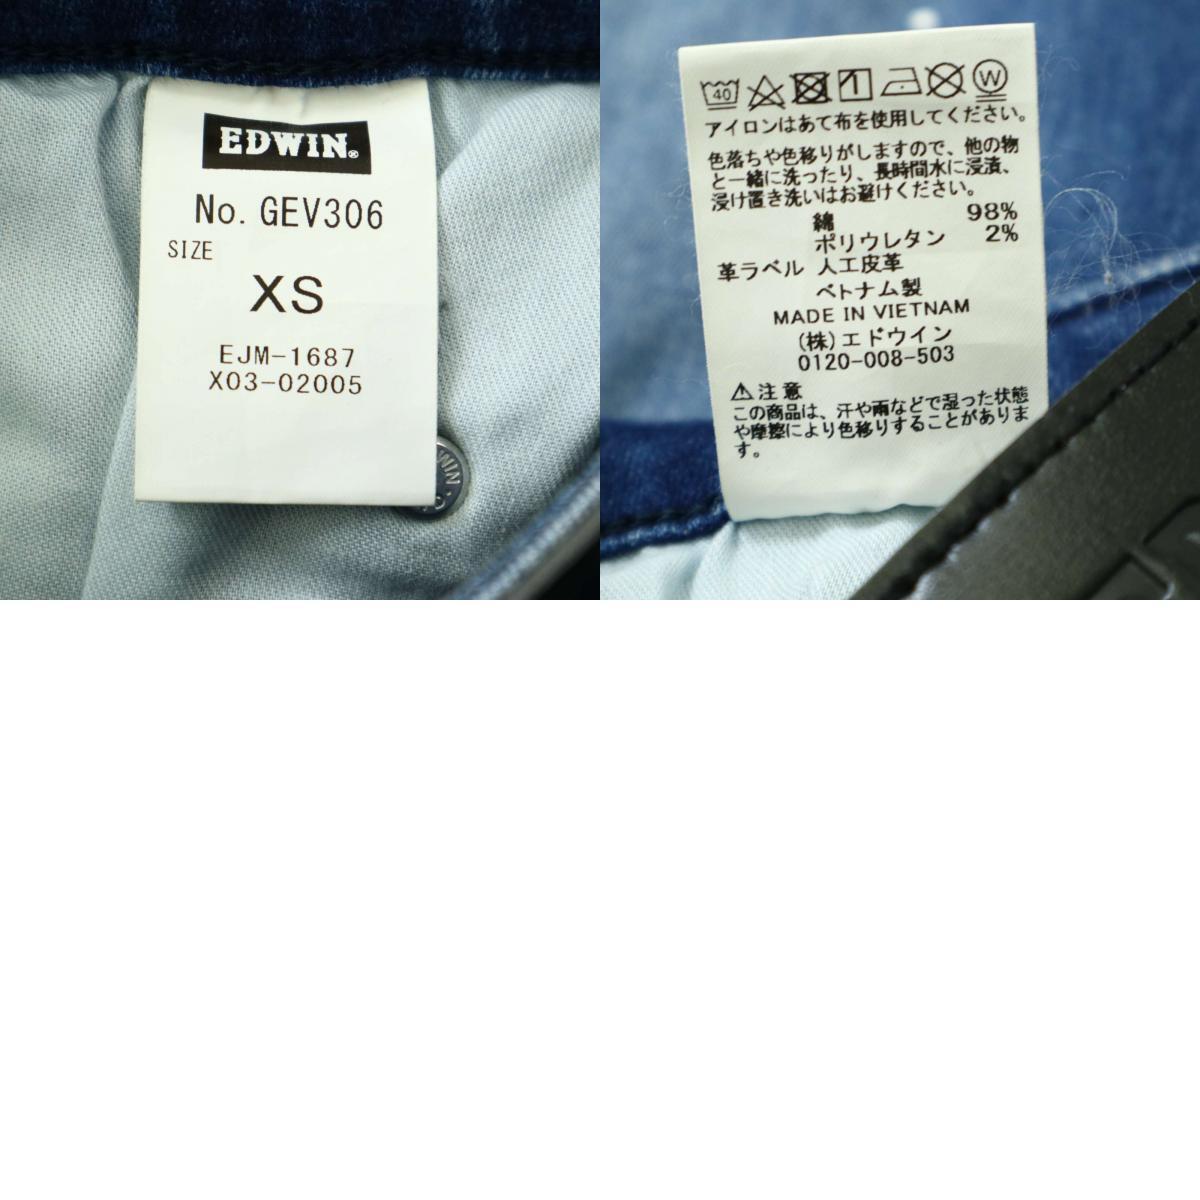 EDWIN®
No. GEV306
SIZE
XS
EJM-1687
X03-02005
40 W
アイロンはあて布を使用してください。
色落ちや色移りがしますので、他の物
と一緒に洗ったり、長時間水に浸漬、
浸け置き洗いはお避けください。
綿 98%
ポリウレタン 2%
革ラベル 人工皮革
ベトナム製
MADE IN VIETNAM
(株)エドウイン
0120-008-503
⚠注意
この商品は、汗や雨などで湿った状態
や摩擦により色移りすることがありま
す。